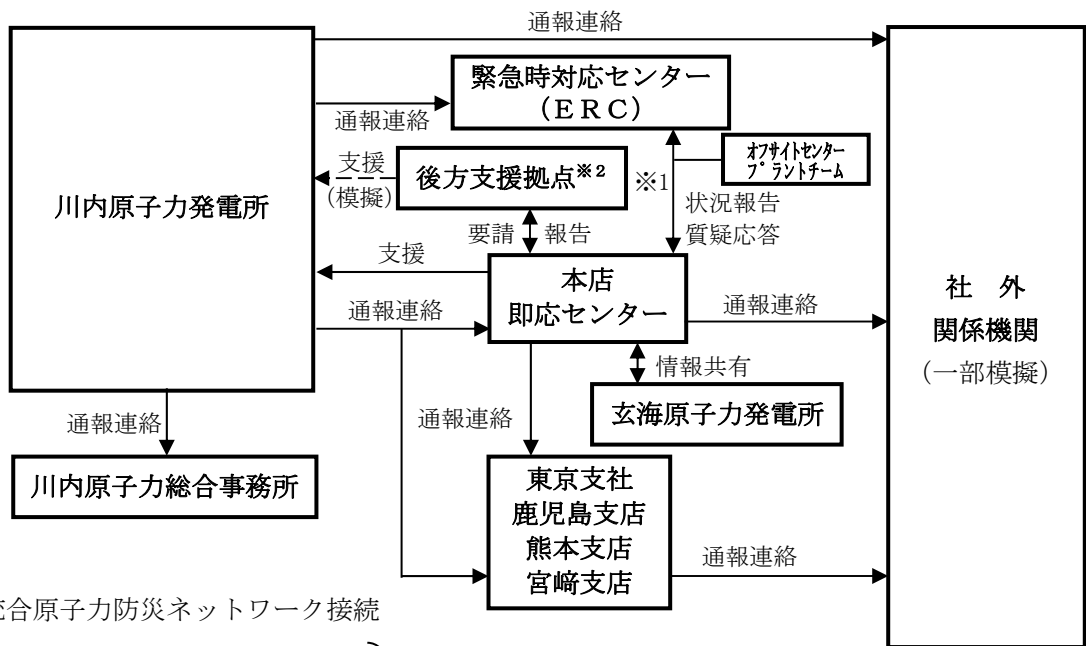 通報連絡
緊急時対応センター
(ERC)
通報連絡
オフサイトセンター
プラントチーム
川内原子力発電所
支援
(模擬)
後方支援拠点※2
※1
状況報告
質疑応答
要請
報告
支援
本店
即応センター
通報連絡
通報連絡
社 外
関係機関
(一部模擬)
情報共有
玄海原子力発電所
通報連絡
通報連絡
川内原子力総合事務所
東京支社
鹿児島支店
熊本支店
宮﨑支店
通報連絡
合原子力防災ネットワーク接続